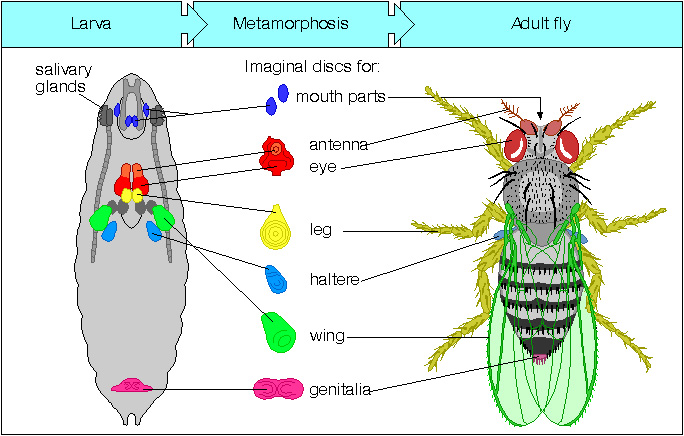 Larva
Metamorphosis
Adult fly
salivary
glands
Imaginal discs for:
mouth parts
antenna
eye
leg
haltere
wing
genitalia